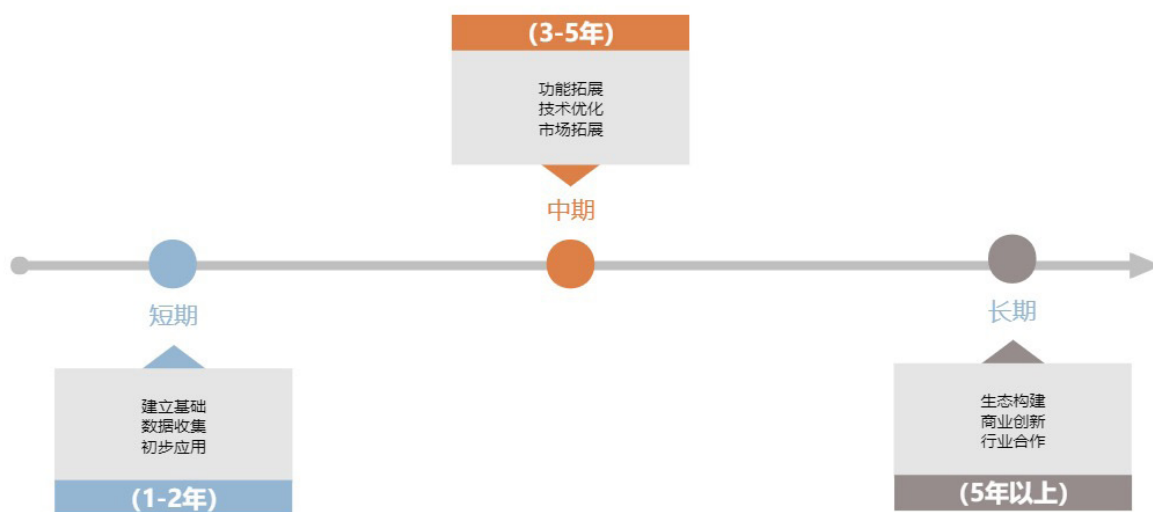 (3-5年)
功能拓展
技术优化
市场拓展
中期
短期
建立基础
数据收集
初步应用
(1-2年)
长期
生态构建
商业创新
行业合作
(5年以上)